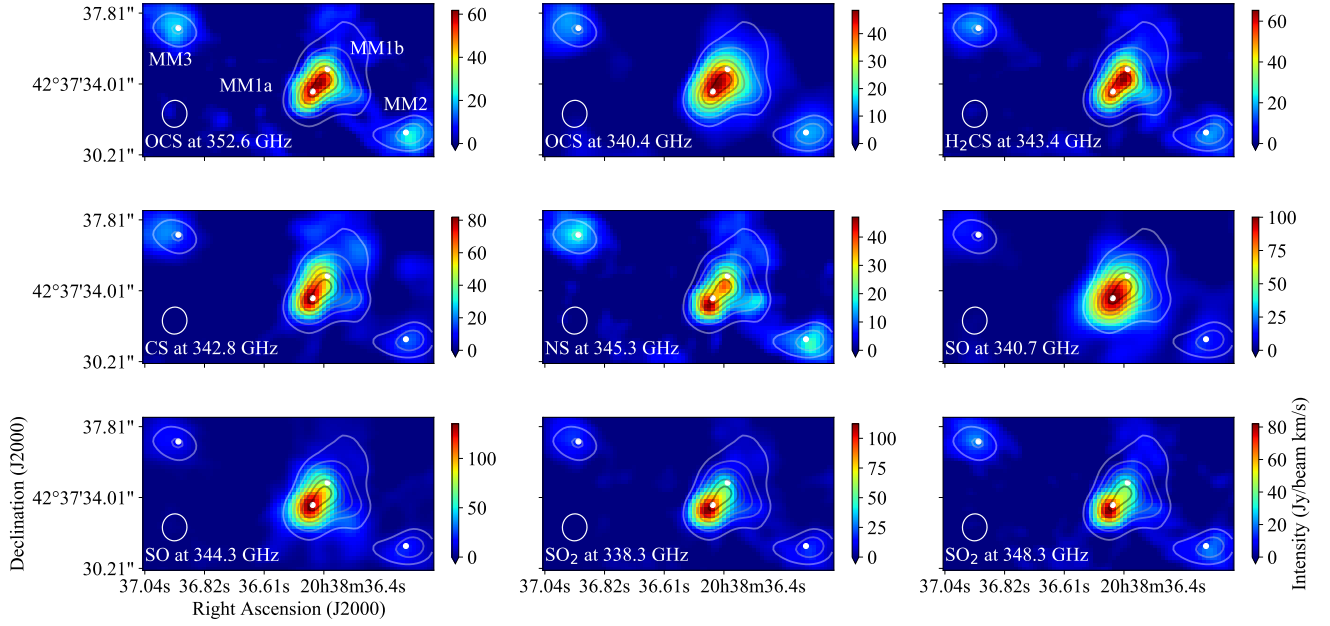 37.81"
42°37'34.01"
30.21"
MM3
MM1b
MM1a
MM2
OCS at 352.6 GHz
60
40
20
0
OCS at 340.4 GHz
40
30
20
10
0
H₂CS at 343.4 GHz
60
40
20
0
37.81"
42°37'34.01"
30.21"
CS at 342.8 GHz
80
60
40
20
0
NS at 345.3 GHz
40
30
20
10
0
SO at 340.7 GHz
100
75
50
25
0
Declination (J2000)
37.81"
42°37'34.01"
30.21"
SO at 344.3 GHz
100
50
0
SO₂ at 338.3 GHz
100
75
50
25
0
SO₂ at 348.3 GHz
80
60
40
20
0
Intensity (Jy/beam km/s)
37.04s 36.82s 36.61s 20h38m36.4s
37.04s 36.82s 36.61s 20h38m36.4s
37.04s 36.82s 36.61s 20h38m36.4s
Right Ascension (J2000)